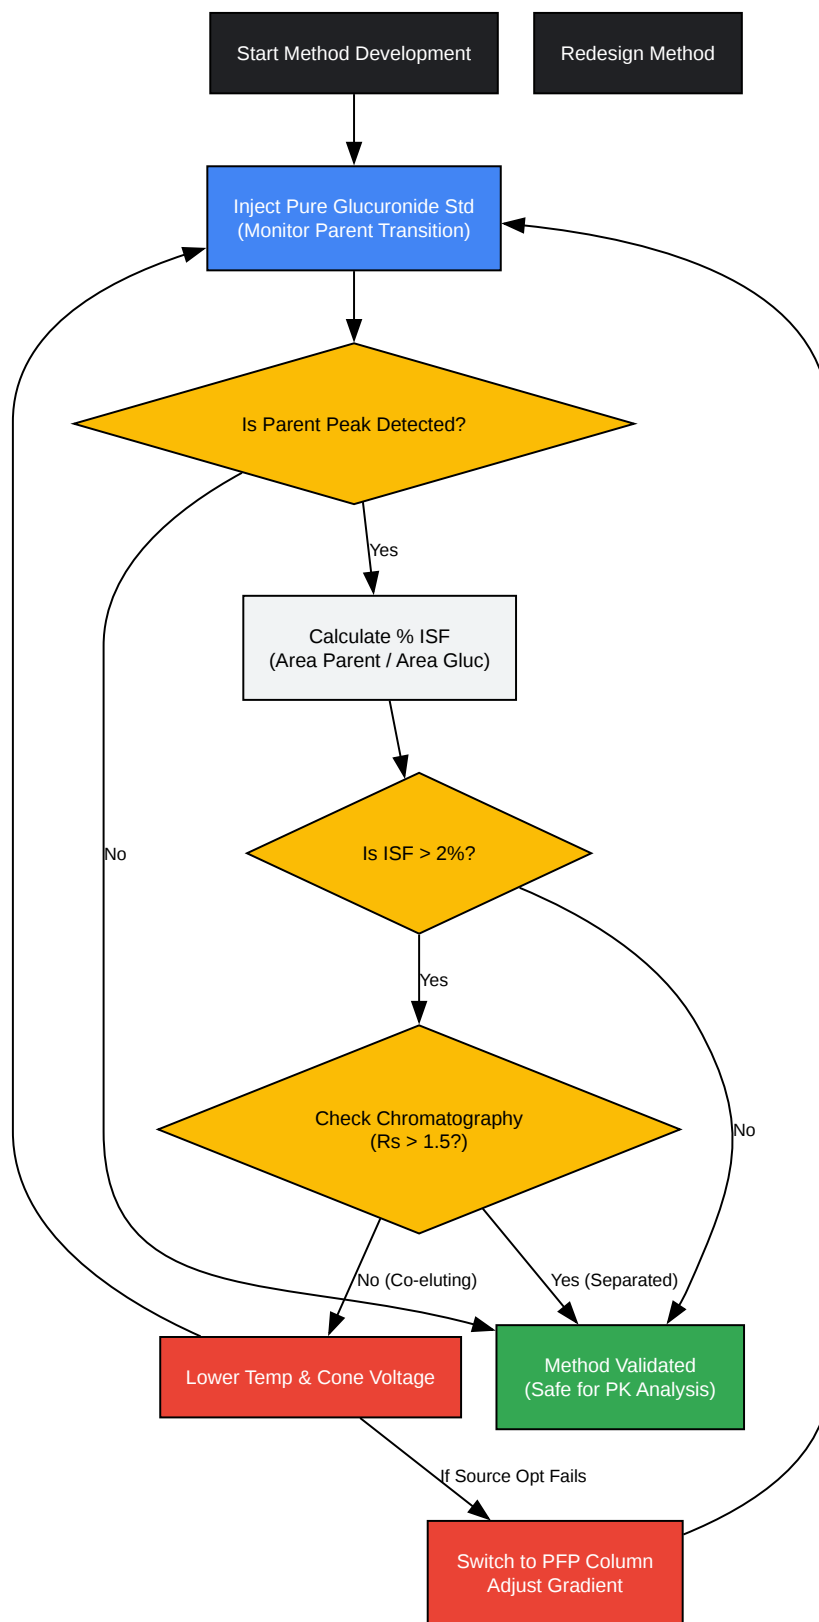 Start Method Development
Redesign Method
Inject Pure Glucuronide Std
(Monitor Parent Transition)
Is Parent Peak Detected?
Yes
Calculate % ISF
(Area Parent / Area Gluc)
Is ISF > 2%?
No
Yes
Check Chromatography
(Rs > 1.5?)
No
No (Co-eluting)
Yes (Separated)
Lower Temp & Cone Voltage
Method Validated
(Safe for PK Analysis)
If Source Opt Fails
Switch to PFP Column
Adjust Gradient